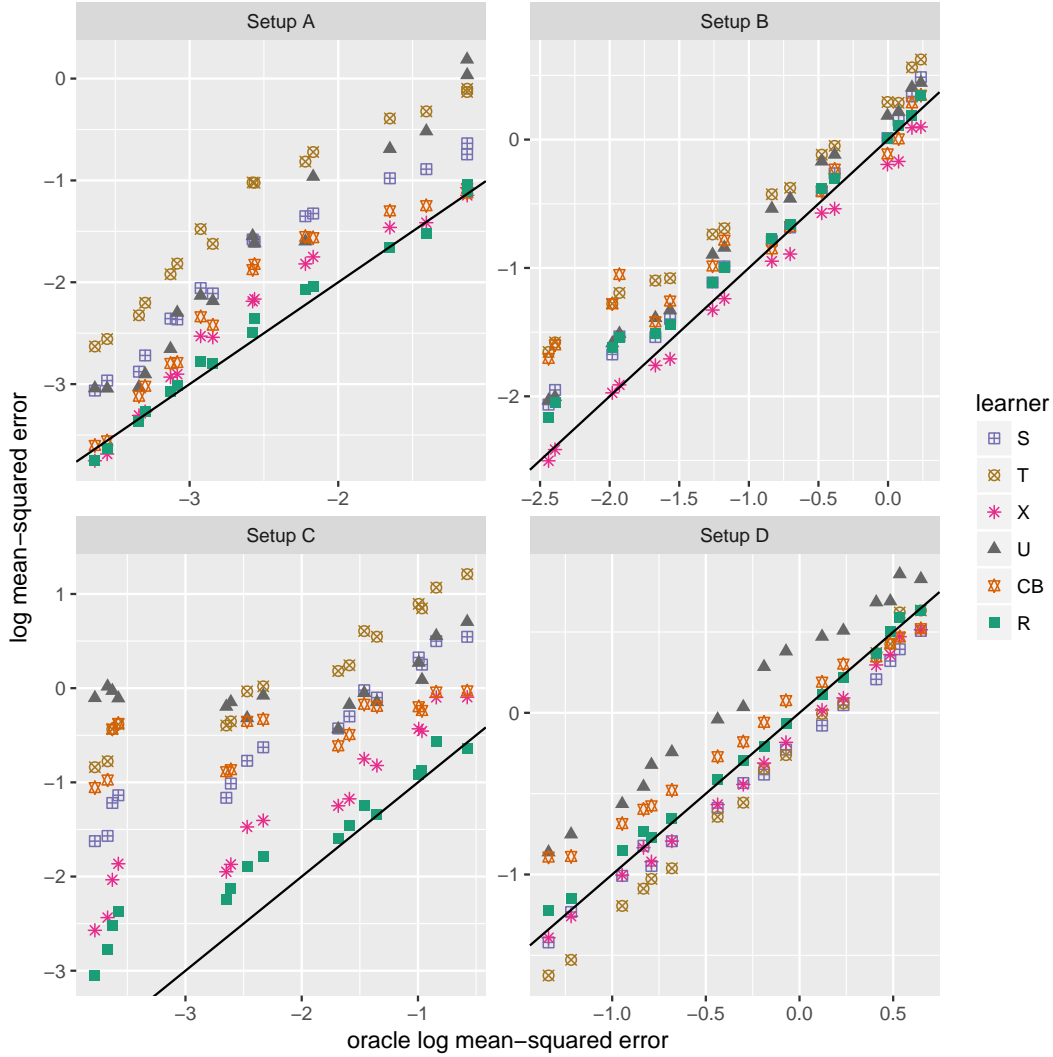 Setup A
Setup B
0
−1
−2
−3
−3
−2
0
−1
−2
−2.5
−2.0
−1.5
−1.0
−0.5
0.0
Setup C
Setup D
1
0
−1
−2
−3
−3
−2
−1
0
−1
−1.0
−0.5
0.0
0.5
log mean−squared error
oracle log mean−squared error
learner
S
T
X
U
CB
R